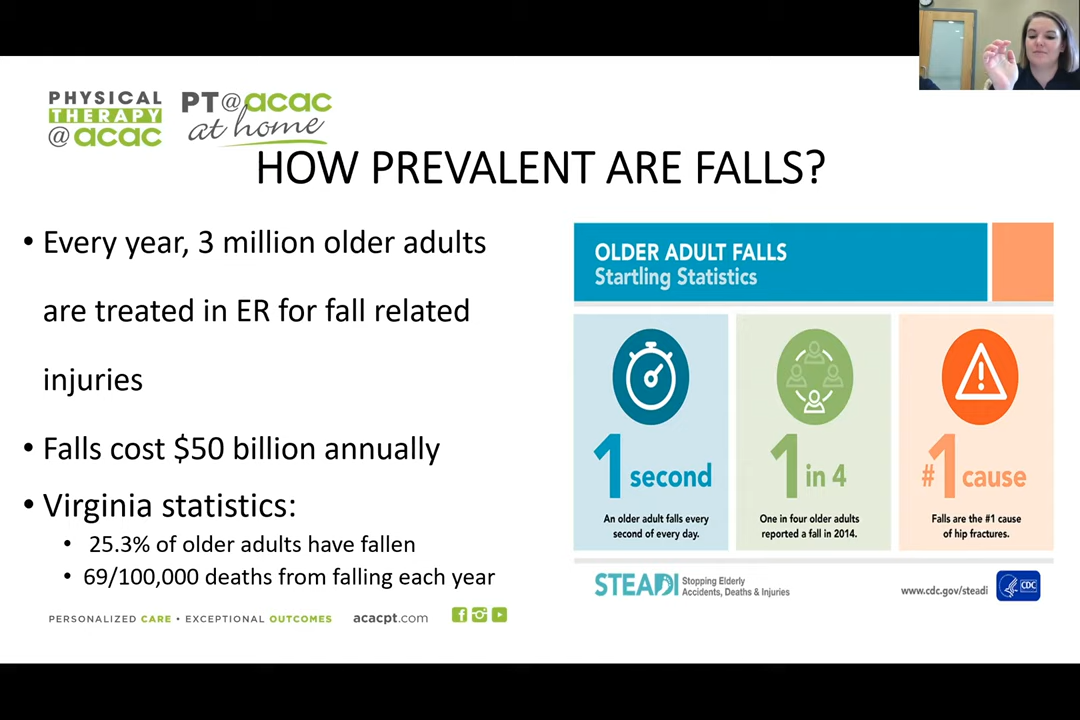 PHYSICAL
THERAPY
@acac
PT@acac
at home
HOW PREVALENT ARE FALLS?
• Every year, 3 million older adults
are treated in ER for fall related
injuries
• Falls cost $50 billion annually
• Virginia statistics:
• 25.3% of older adults have fallen
• 69/100,000 deaths from falling each year
OLDER ADULT FALLS
Startling Statistics
1 second
An older adult falls every
second of every day.
1 in 4
One in four older adults
reported a fall in 2014.
#1 cause
Falls are the #1 cause
of hip fractures.
STEADI Stopping Elderly
Accidents, Deaths & Injuries
www.cdc.gov/steadi
CDC
PERSONALIZED CARE • EXCEPTIONAL OUTCOMES acacpt.com